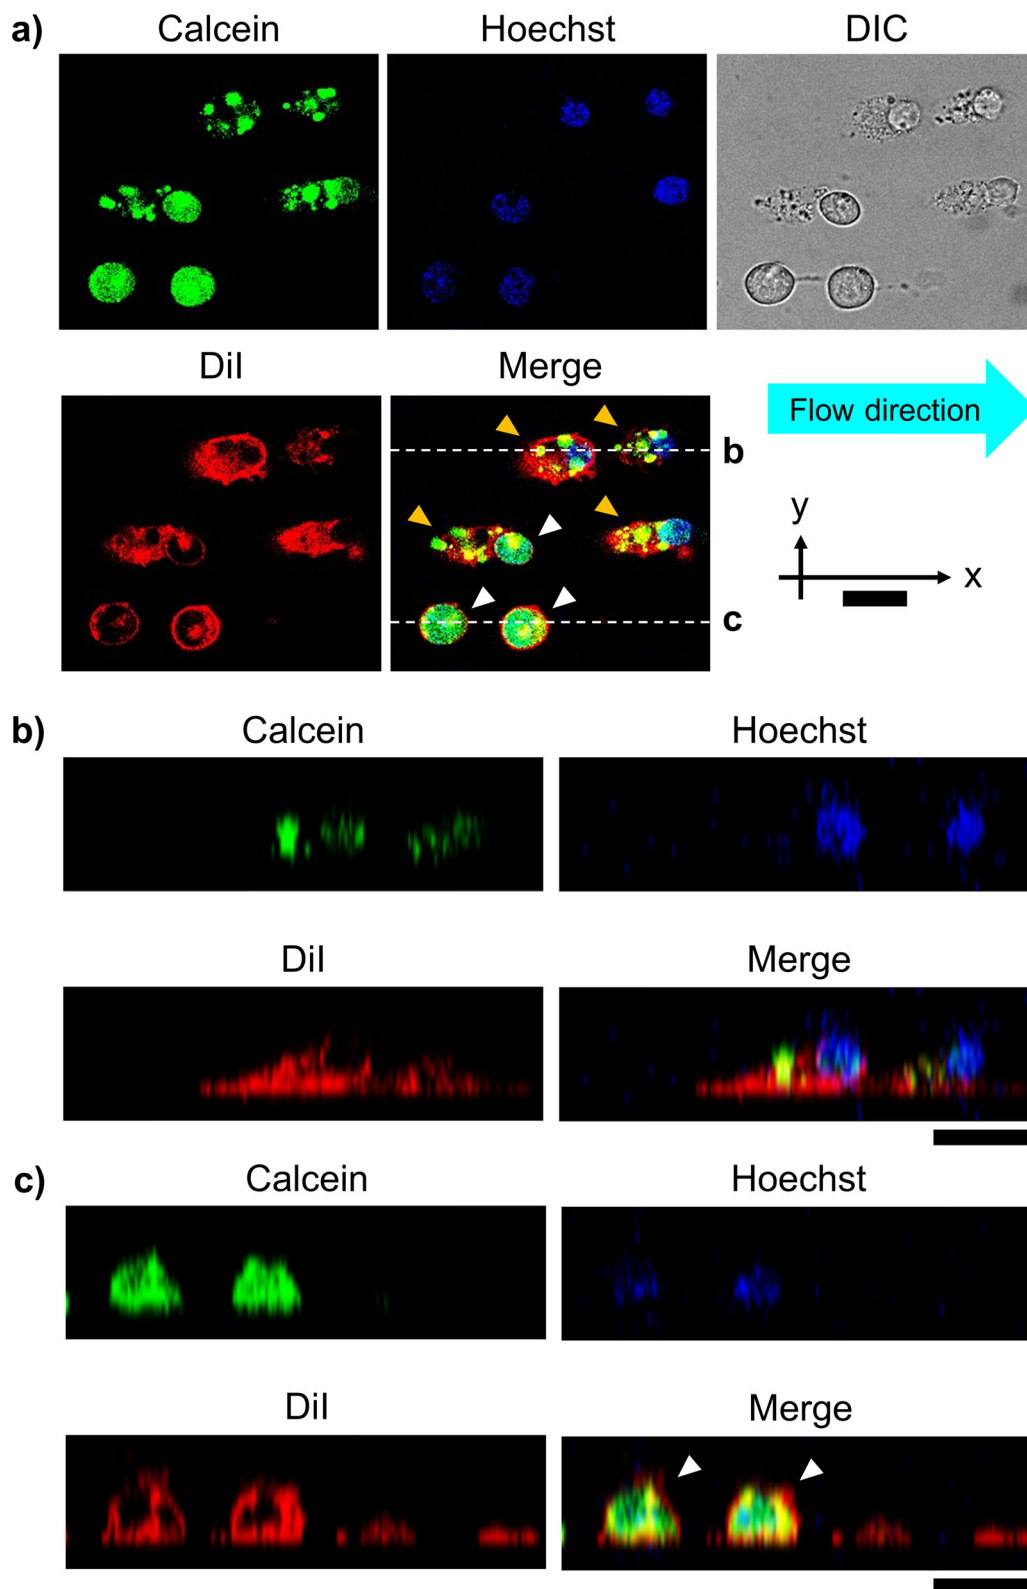 a)
Calcein
Hoechst
DIC
DiI
Merge
Flow direction
b
y
x
c
b)
Calcein
Hoechst
DiI
Merge
c)
Calcein
Hoechst
DiI
Merge